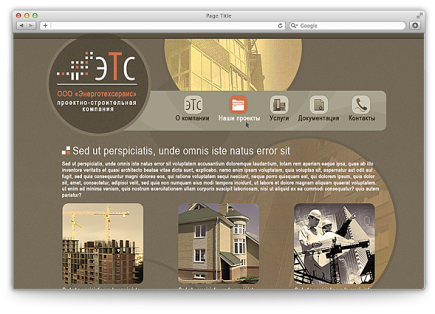 Page Title
Google
ЭТС
ООО «Энерготехсервис»
проектно-строительная
компания
ЭТС
О компании
Наши проекты
Услуги
Документация
Контакты
Sed ut perspiciatis, unde omnis iste natus error sit
Sed ut perspiciatis, unde omnis iste natus error sit voluptatem accusantium doloremque laudantium, totam rem aperiam eaque ipsa, quae ab illo
inventore veritatis et quasi architecto beatae vitae dicta sunt, explicabo. nemo enim ipsam voluptatem, quia voluptas sit, aspernatur aut odit aut
fugit, sed quia consequuntur magni dolores eos, qui ratione voluptatem sequi nesciunt, neque porro quisquam est, qui dolorem ipsum, quia dolor
sit, amet, consectetur, adipisci velit, sed quia non numquam eius modi tempora incidunt, ut labore et dolore magnam aliquam quaerat voluptatem.
ut enim ad minima veniam, quis nostrum exercitationem ullam corporis suscipit laboriosam, nisi ut aliquid ex ea commodi consequatur? quis autem
pariatur?